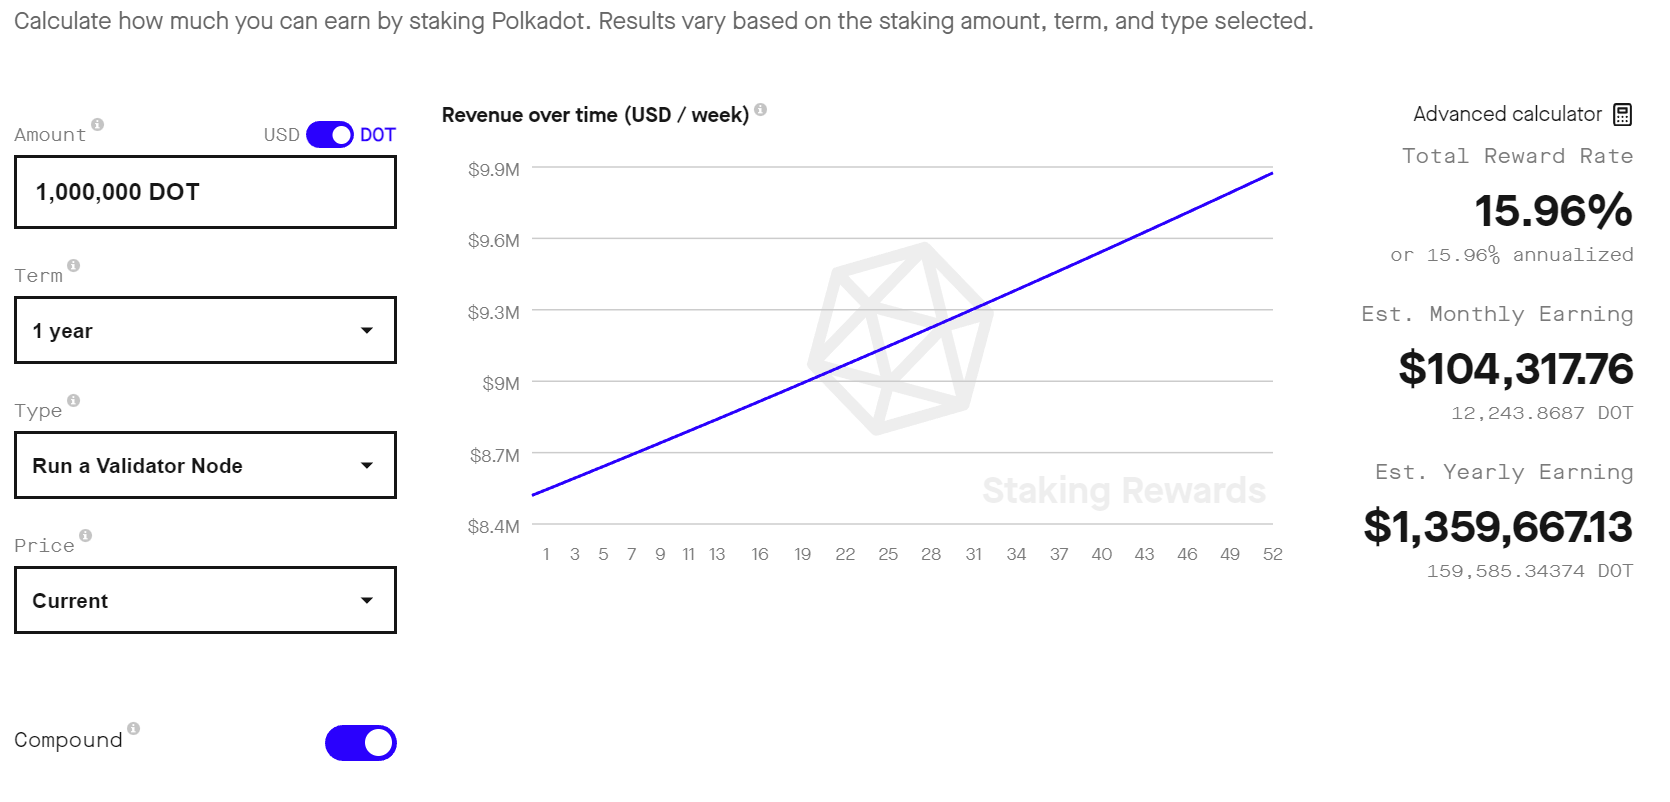 Calculate how much you can earn by staking Polkadot. Results vary based on the staking amount, term, and type selected.
Amount
USD DOT
1,000,000 DOT
Term
1 year
Type
Run a Validator Node
Price
Current
Compound
Revenue over time (USD / week)
$9.9M
$9.6M
$9.3M
$9M
$8.7M
$8.4M
Staking Rewards
1 3 5 7 9 11 13 16 19 22 25 28 31 34 37 40 43 46 49 52
Advanced calculator
Total Reward Rate
15.96%
or 15.96% annualized
Est. Monthly Earning
$104,317.76
12,243.8687 DOT
Est. Yearly Earning
$1,359,667.13
159,585.34374 DOT